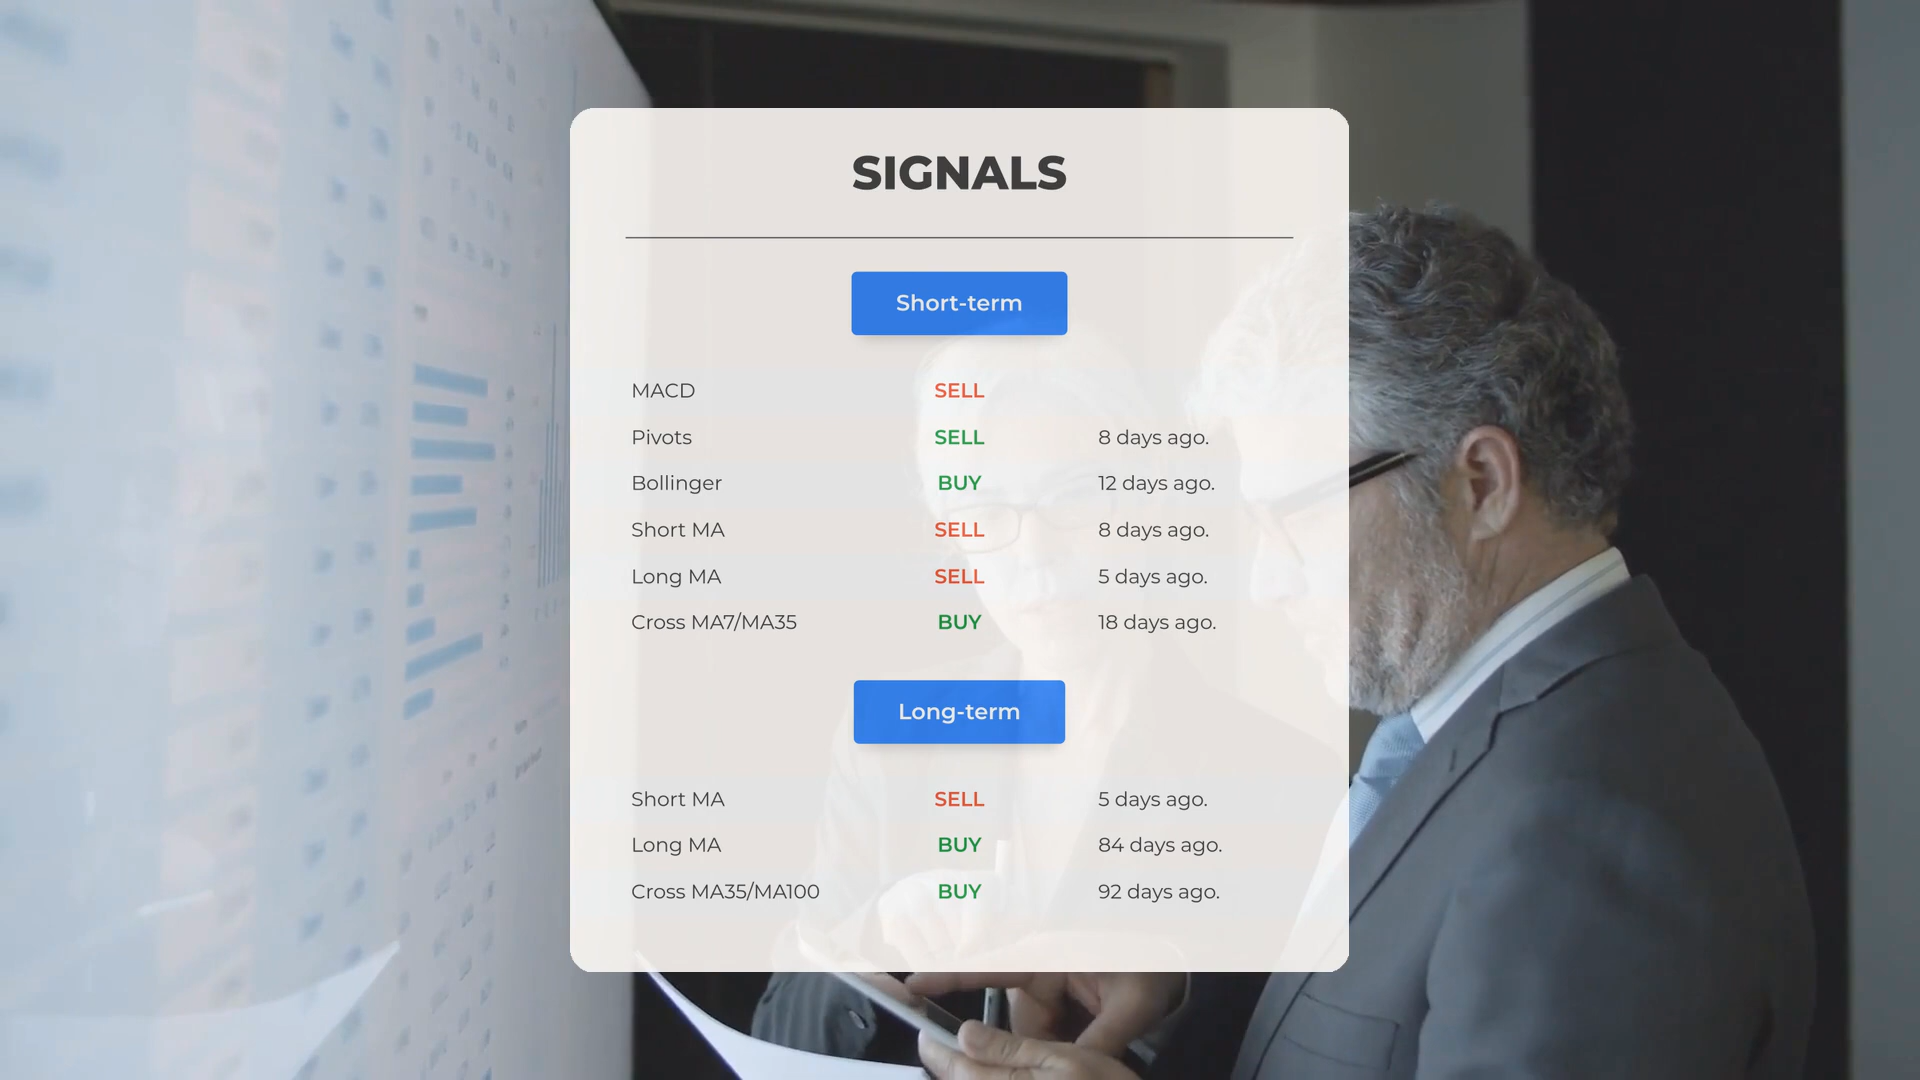 SIGNALS
Short-term
MACD SELL
Pivots SELL 8 days ago.
Bollinger BUY 12 days ago.
Short MA SELL 8 days ago.
Long MA SELL 5 days ago.
Cross MA7/MA35 BUY 18 days ago.
Long-term
Short MA SELL 5 days ago.
Long MA BUY 84 days ago.
Cross MA35/MA100 BUY 92 days ago.